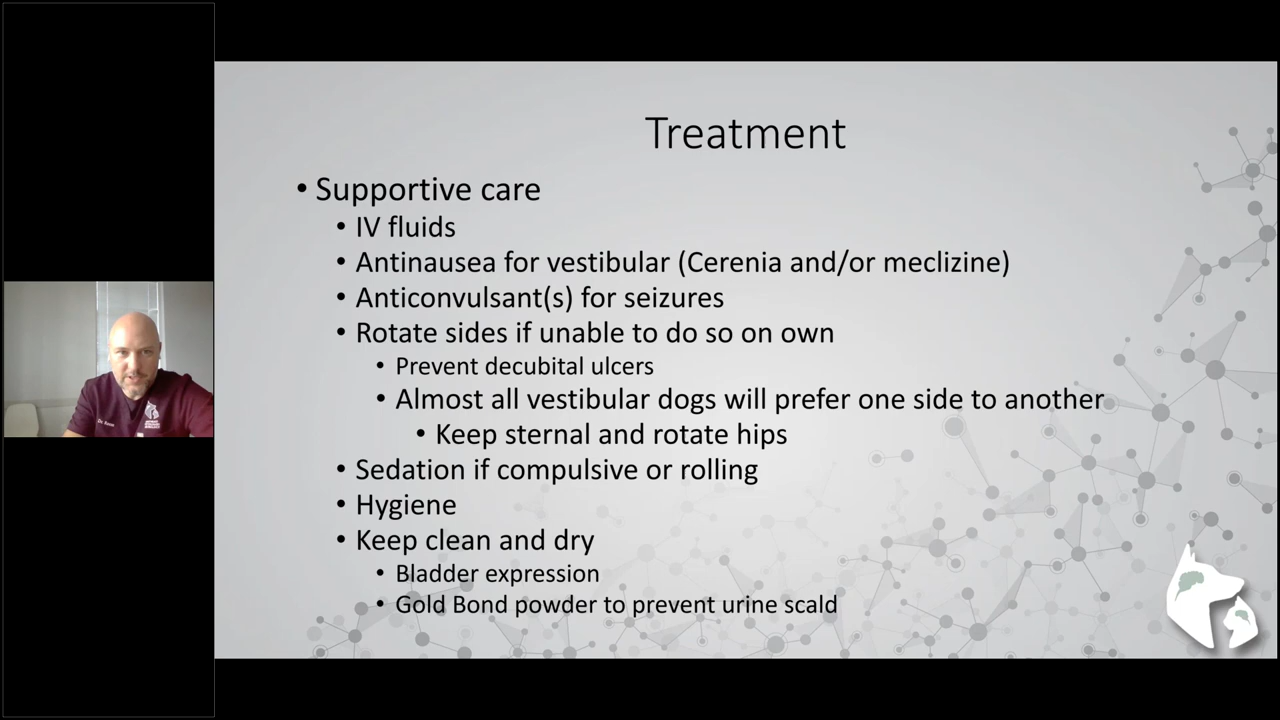 Treatment
• Supportive care
• IV fluids
• Antinausea for vestibular (Cerenia and/or meclizine)
• Anticonvulsant(s) for seizures
• Rotate sides if unable to do so on own
• Prevent decubital ulcers
• Almost all vestibular dogs will prefer one side to another
• Keep sternal and rotate hips
• Sedation if compulsive or rolling
• Hygiene
• Keep clean and dry
• Bladder expression
• Gold Bond powder to prevent urine scald